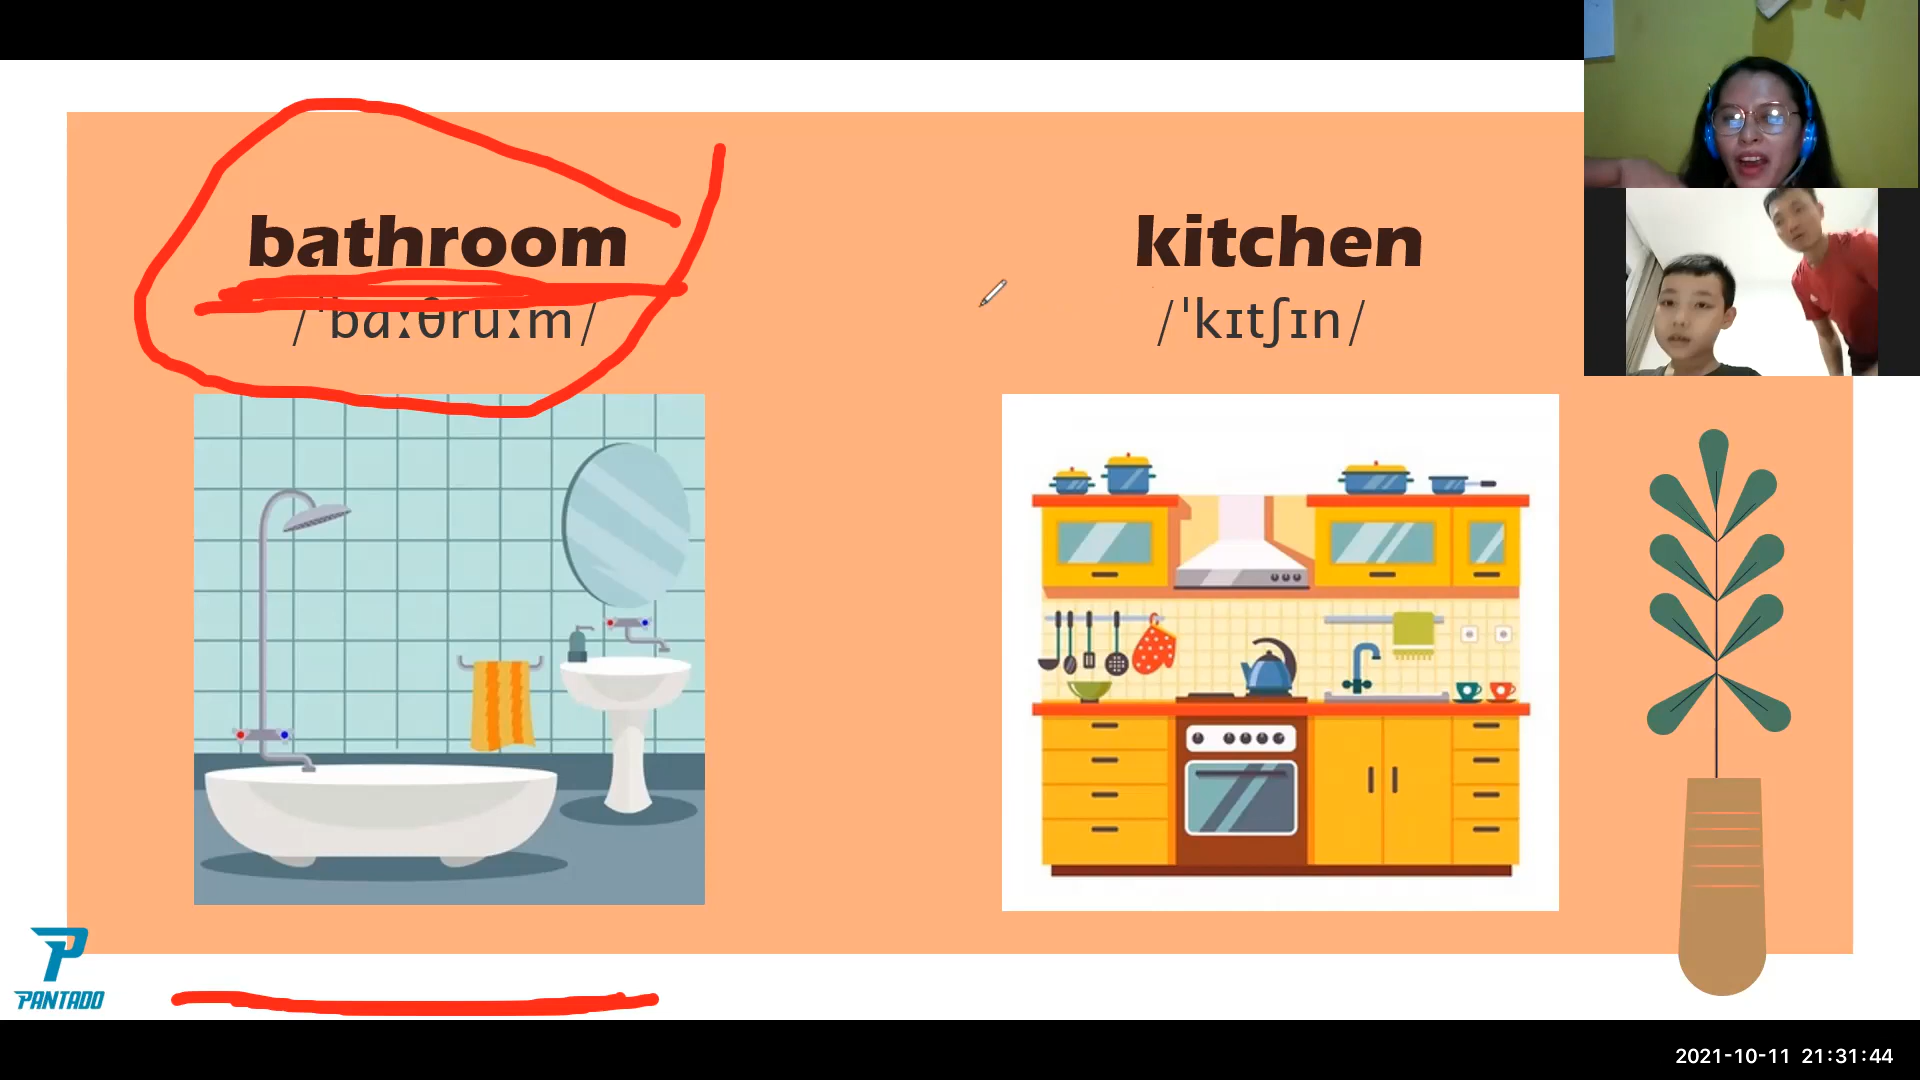 bathroom
/ˈbɑːθruːm/
kitchen
/ˈkɪtʃɪn/
PANTADO
2021-10-11 21:31:44